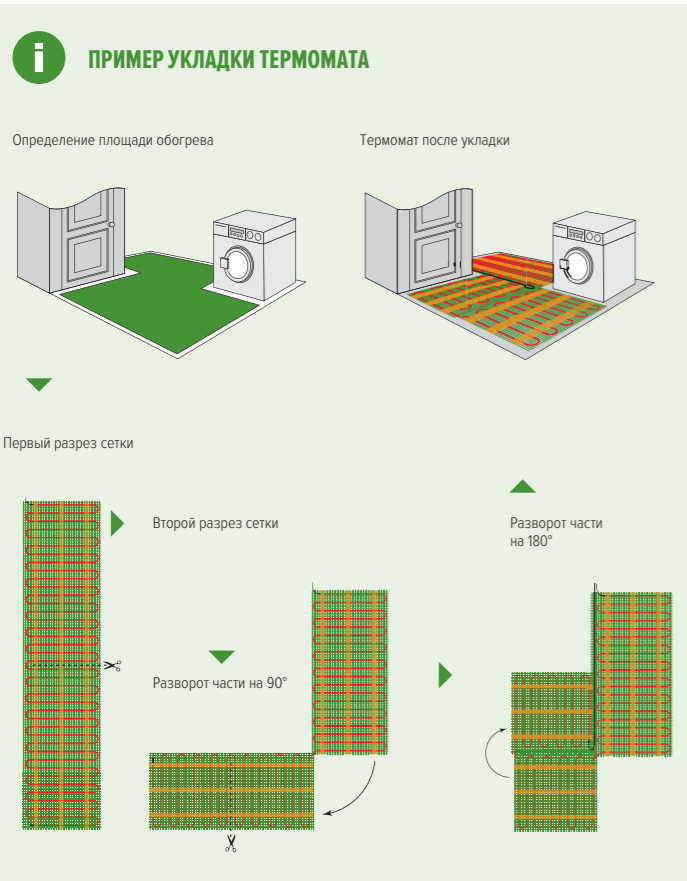 i
ПРИМЕР УКЛАДКИ ТЕРМОМАТА
Определение площади обогрева
Термомат после укладки
Первый разрез сетки
Второй разрез сетки
Разворот части на 90°
Разворот части
на 180°